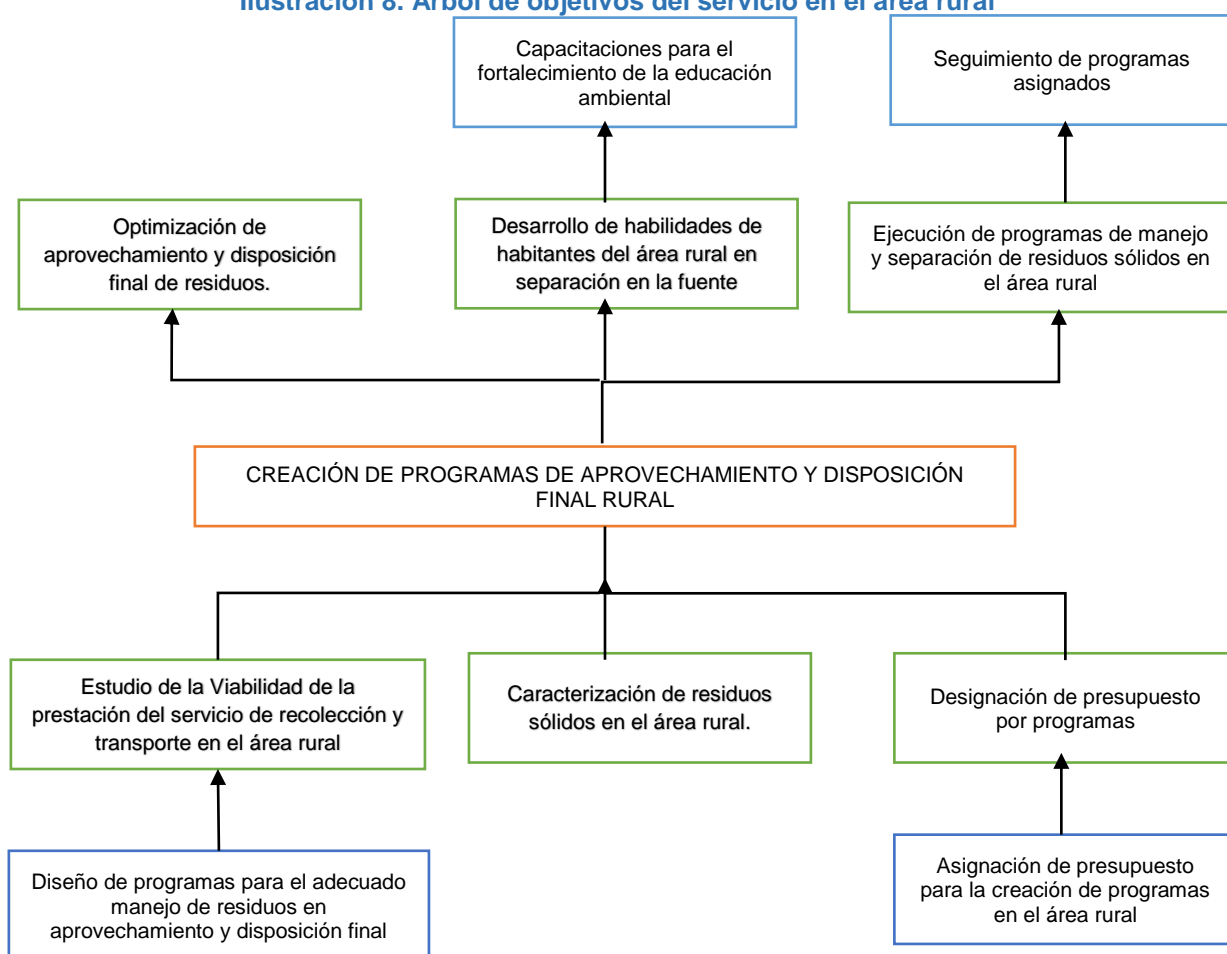 Ilustración 8. Árbol de objetivos del servicio en el área rural
Capacitaciones para el
fortalecimiento de la educación
ambiental
Seguimiento de programas
asignados
Optimización de
aprovechamiento y disposición
final de residuos.
Desarrollo de habilidades de
habitantes del área rural en
separación en la fuente
Ejecución de programas de manejo
y separación de residuos sólidos en
el área rural
CREACIÓN DE PROGRAMAS DE APROVECHAMIENTO Y DISPOSICIÓN
FINAL RURAL
Estudio de la Viabilidad de la
prestación del servicio de recolección y
transporte en el área rural
Caracterización de residuos
sólidos en el área rural.
Designación de presupuesto
por programas
Diseño de programas para el adecuado
manejo de residuos en
aprovechamiento y disposición final
Asignación de presupuesto
para la creación de programas
en el área rural